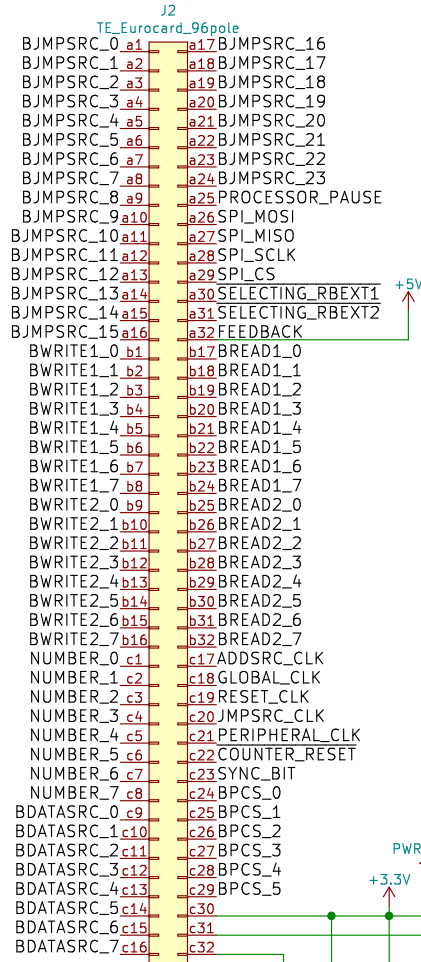 J2
TE_Eurocard_96pole
BJMPSRC_0 a1 a17 BJMPSRC_16
BJMPSRC_1 a2 a18 BJMPSRC_17
BJMPSRC_2 a3 a19 BJMPSRC_18
BJMPSRC_3 a4 a20 BJMPSRC_19
BJMPSRC_4 a5 a21 BJMPSRC_20
BJMPSRC_5 a6 a22 BJMPSRC_21
BJMPSRC_6 a7 a23 BJMPSRC_22
BJMPSRC_7 a8 a24 BJMPSRC_23
BJMPSRC_8 a9 a25 PROCESSOR_PAUSE
BJMPSRC_9 a10 a26 SPI_MOSI
BJMPSRC_10 a11 a27 SPI_MISO
BJMPSRC_11 a12 a28 SPI_SCLK
BJMPSRC_12 a13 a29 SPI_CS
+5V
BJMPSRC_13 a14 a30 SELECTING_RBEXT1
BJMPSRC_14 a15 a31 SELECTING_RBEXT2
BJMPSRC_15 a16 a32 FEEDBACK
BWRITE1_0 b1 b17 BREAD1_0
BWRITE1_1 b2 b18 BREAD1_1
BWRITE1_2 b3 b19 BREAD1_2
BWRITE1_3 b4 b20 BREAD1_3
BWRITE1_4 b5 b21 BREAD1_4
BWRITE1_5 b6 b22 BREAD1_5
BWRITE1_6 b7 b23 BREAD1_6
BWRITE1_7 b8 b24 BREAD1_7
BWRITE2_0 b9 b25 BREAD2_0
BWRITE2_1 b10 b26 BREAD2_1
BWRITE2_2 b11 b27 BREAD2_2
BWRITE2_3 b12 b28 BREAD2_3
BWRITE2_4 b13 b29 BREAD2_4
BWRITE2_5 b14 b30 BREAD2_5
BWRITE2_6 b15 b31 BREAD2_6
BWRITE2_7 b16 b32 BREAD2_7
NUMBER_0 c1 c17 ADDSRC_CLK
NUMBER_1 c2 c18 GLOBAL_CLK
NUMBER_2 c3 c19 RESET_CLK
NUMBER_3 c4 c20 JMPSRC_CLK
NUMBER_4 c5 c21 PERIPHERAL_CLK
NUMBER_5 c6 c22 COUNTER_RESET
NUMBER_6 c7 c23 SYNC_BIT
NUMBER_7 c8 c24 BPCS_0
BDATASRC_0 c9 c25 BPCS_1
BDATASRC_1 c10 c26 BPCS_2
BDATASRC_2 c11 c27 BPCS_3
PWR
BDATASRC_3 c12 c28 BPCS_4
BDATASRC_4 c13 c29 BPCS_5
+3.3V
BDATASRC_5 c14 c30
BDATASRC_6 c15 c31
BDATASRC_7 c16 c32